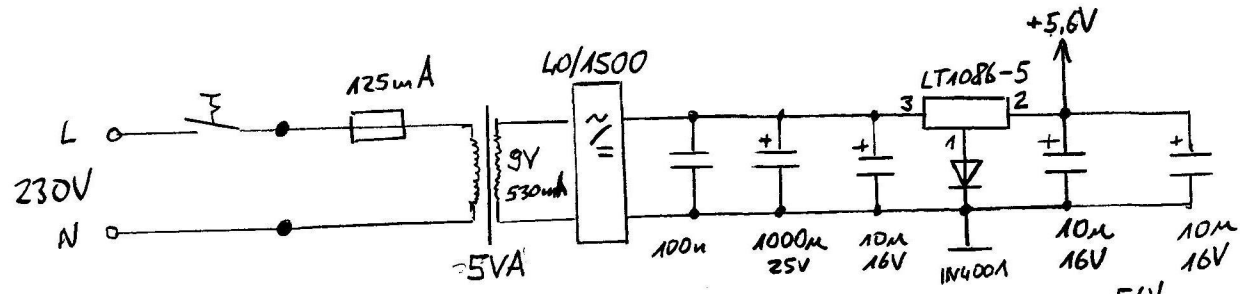 +5,6V
40/1500
125mA
LT1086-5
3
2
L
1
~/=
9V
230V
530mA
N
+
+
+
+
100n
1000µ
25V
10µ
16V
1N4001
10µ
16V
10µ
16V
5VA